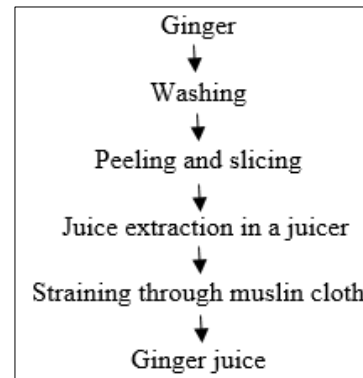 Ginger
Washing
Peeling and slicing
Juice extraction in a juicer
Straining through muslin cloth
Ginger juice